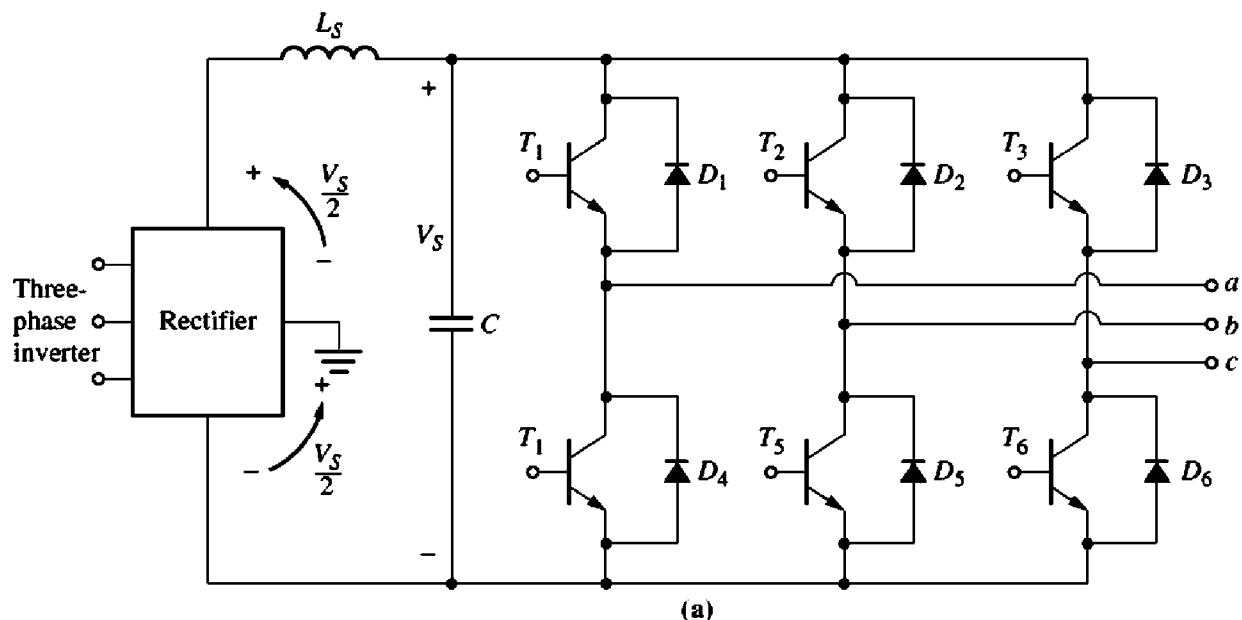 L_S
+
T_1
D_1
T_2
D_2
T_3
D_3
+
V_S/2
−
V_S
Three-
phase
inverter
Rectifier
C
a
b
c
+
−
V_S/2
T_1
D_4
T_5
D_5
T_6
D_6
−
(a)